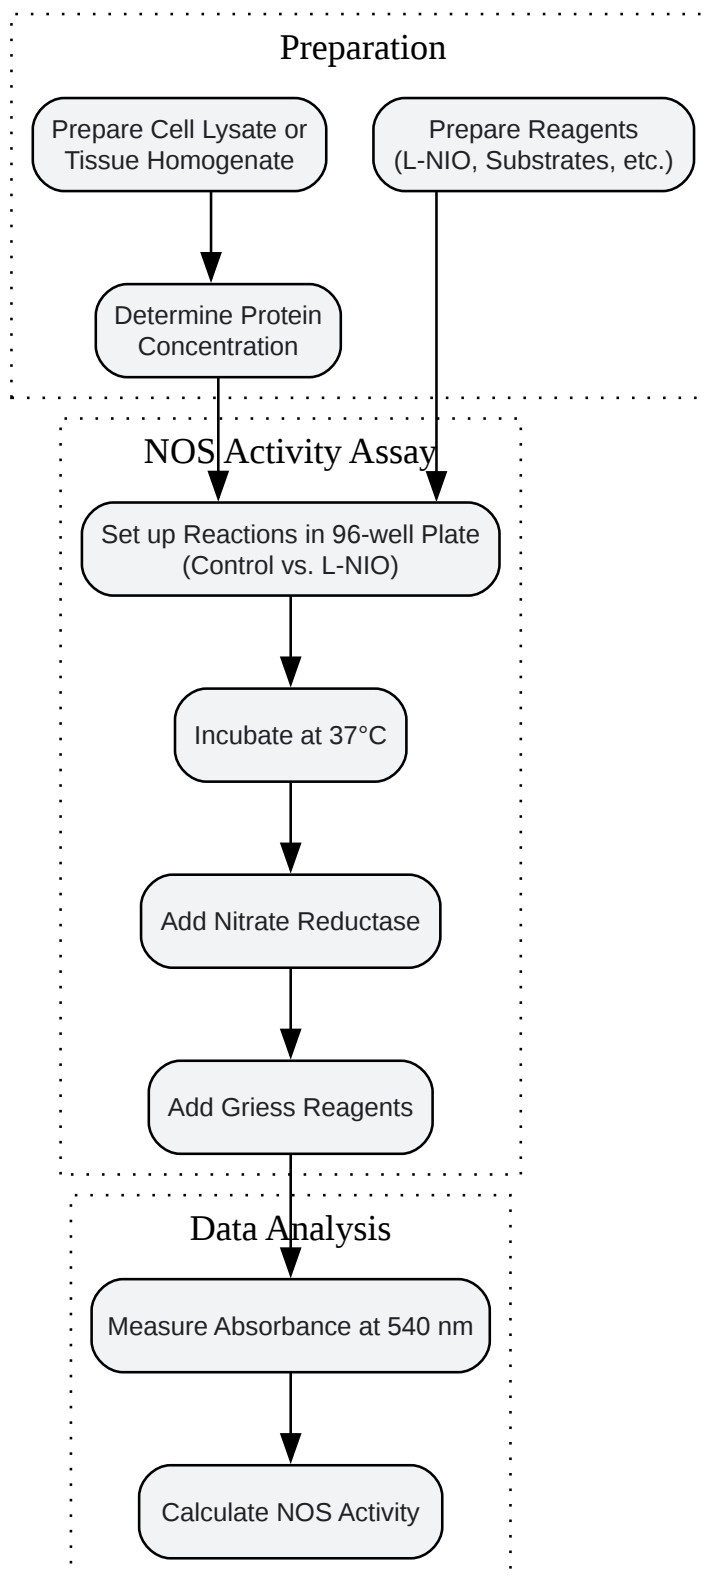 Preparation
Prepare Cell Lysate or
Tissue Homogenate
Prepare Reagents
(L-NIO, Substrates, etc.)
Determine Protein
Concentration
NOS Activity Assay
Set up Reactions in 96-well Plate
(Control vs. L-NIO)
Incubate at 37°C
Add Nitrate Reductase
Add Griess Reagents
Data Analysis
Measure Absorbance at 540 nm
Calculate NOS Activity